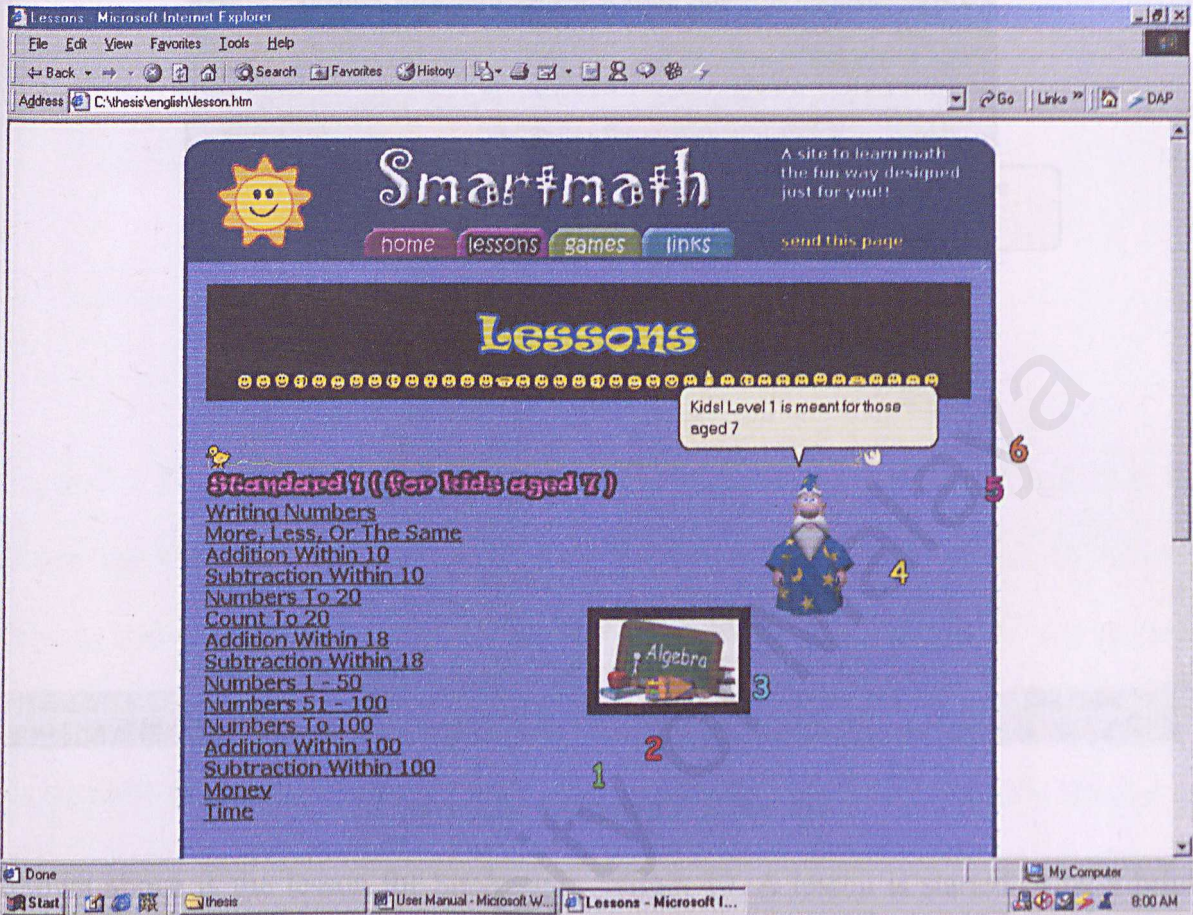 Lessons - Microsoft Internet Explorer
File Edit View Favorites Tools Help
Back Search Favorites History
Address C:\thesis\english\lesson.htm Go Links » DAP
Smartmath
A site to learn math
the fun way designed
just for you!!
home lessons games links
send this page
Lessons
Kids! Level 1 is meant for those
aged 7
Standard 1 ( for kids aged 7 )
Writing Numbers
More, Less, Or The Same
Addition Within 10
Subtraction Within 10
Numbers To 20
Count To 20
Addition Within 18
Subtraction Within 18
Numbers 1 - 50
Numbers 51 - 100
Numbers To 100
Addition Within 100
Subtraction Within 100
Money
Time
Algebra
1
2
3
4
5
6
Done My Computer
Start thesis User Manual - Microsoft W... Lessons - Microsoft I... 8:00 AM